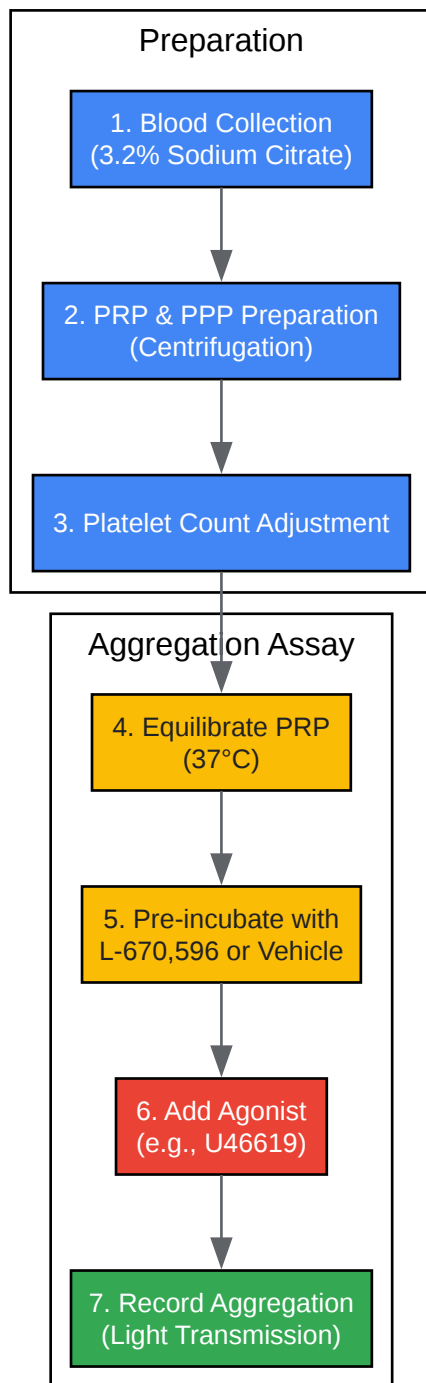 Preparation
1. Blood Collection
(3.2% Sodium Citrate)
2. PRP & PPP Preparation
(Centrifugation)
3. Platelet Count Adjustment
Aggregation Assay
4. Equilibrate PRP
(37°C)
5. Pre-incubate with
L-670,596 or Vehicle
6. Add Agonist
(e.g., U46619)
7. Record Aggregation
(Light Transmission)